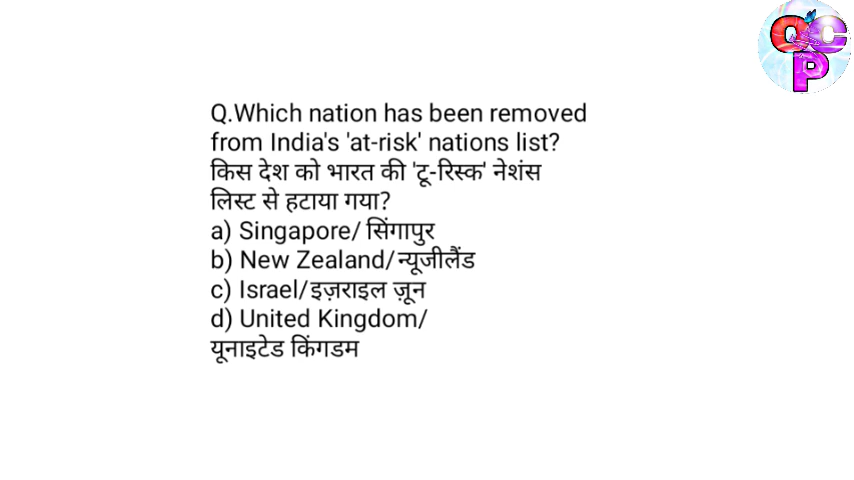 QCP
Q.Which nation has been removed
from India's 'at-risk' nations list?
किस देश को भारत की 'टू-रिस्क' नेशंस
लिस्ट से हटाया गया?
a) Singapore/ सिंगापुर
b) New Zealand/न्यूजीलैंड
c) Israel/इज़राइल ज़ून
d) United Kingdom/
यूनाइटेड किंगडम